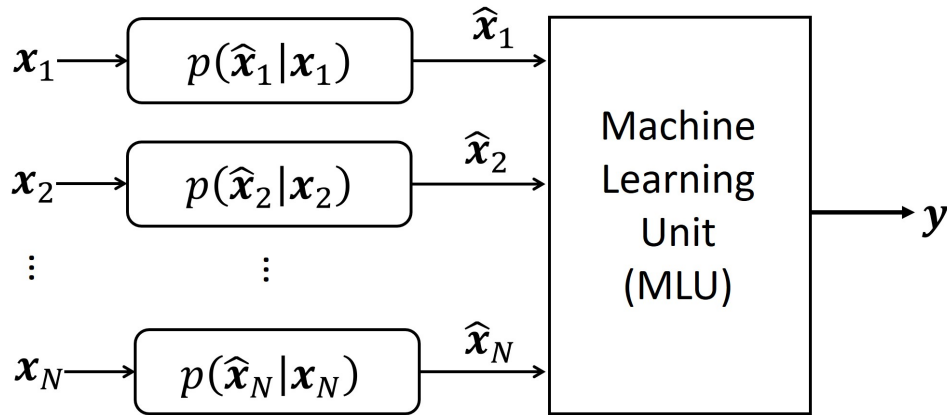 𝒙₁ p(𝒙̂₁|𝒙₁) 𝒙̂₁
𝒙₂ p(𝒙̂₂|𝒙₂) 𝒙̂₂
⋮ ⋮
𝒙_N p(𝒙̂_N|𝒙_N) 𝒙̂_N
Machine
Learning
Unit
(MLU)
𝒚